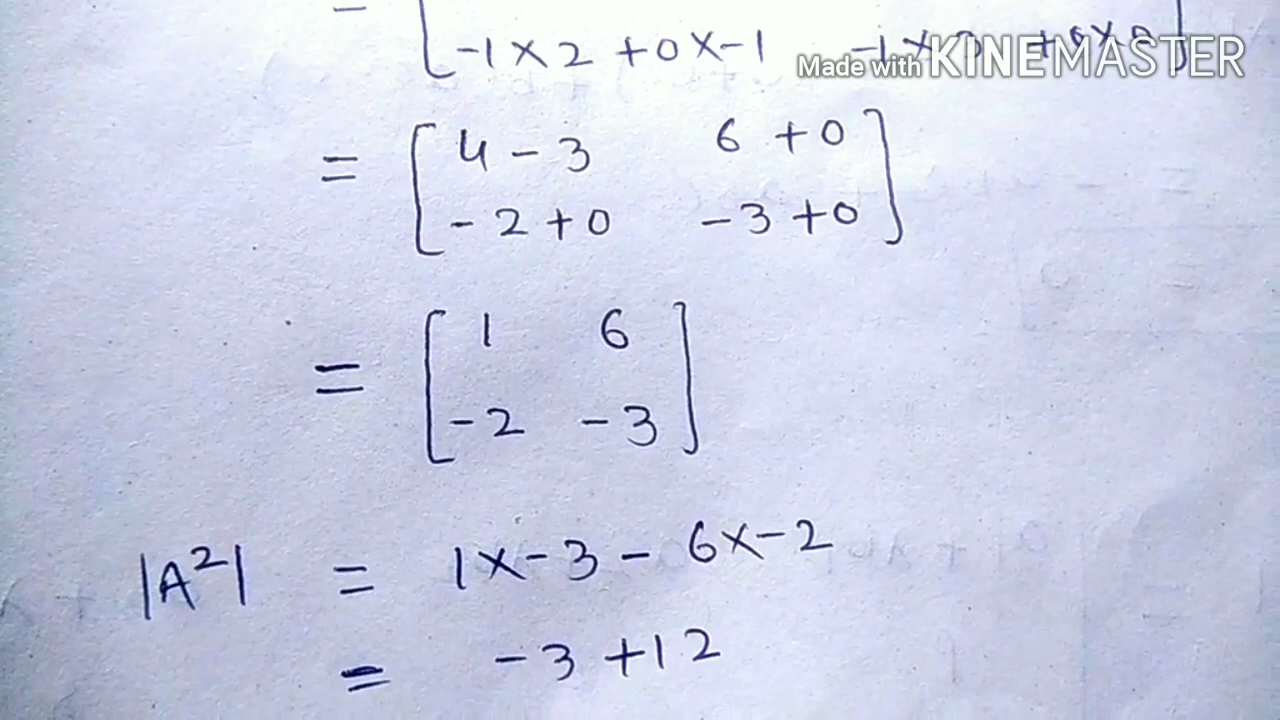 -1×2 +0×-1 -1×
Made with KINEMASTER
= 4 - 3 6 + 0
-2 + 0 -3 + 0
= 1 6
-2 -3
|A²| = 1×-3 - 6×-2
= -3 + 12